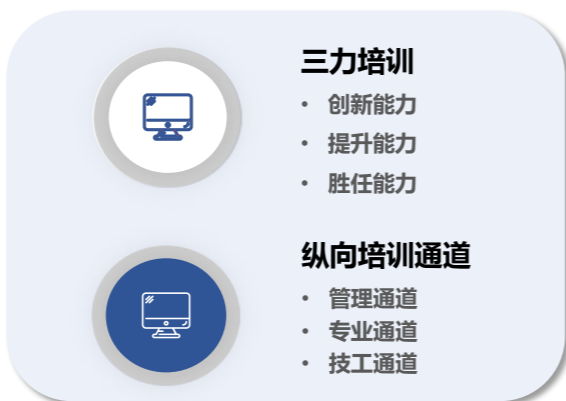 三力培训
• 创新能力
• 提升能力
• 胜任能力
纵向培训通道
• 管理通道
• 专业通道
• 技工通道